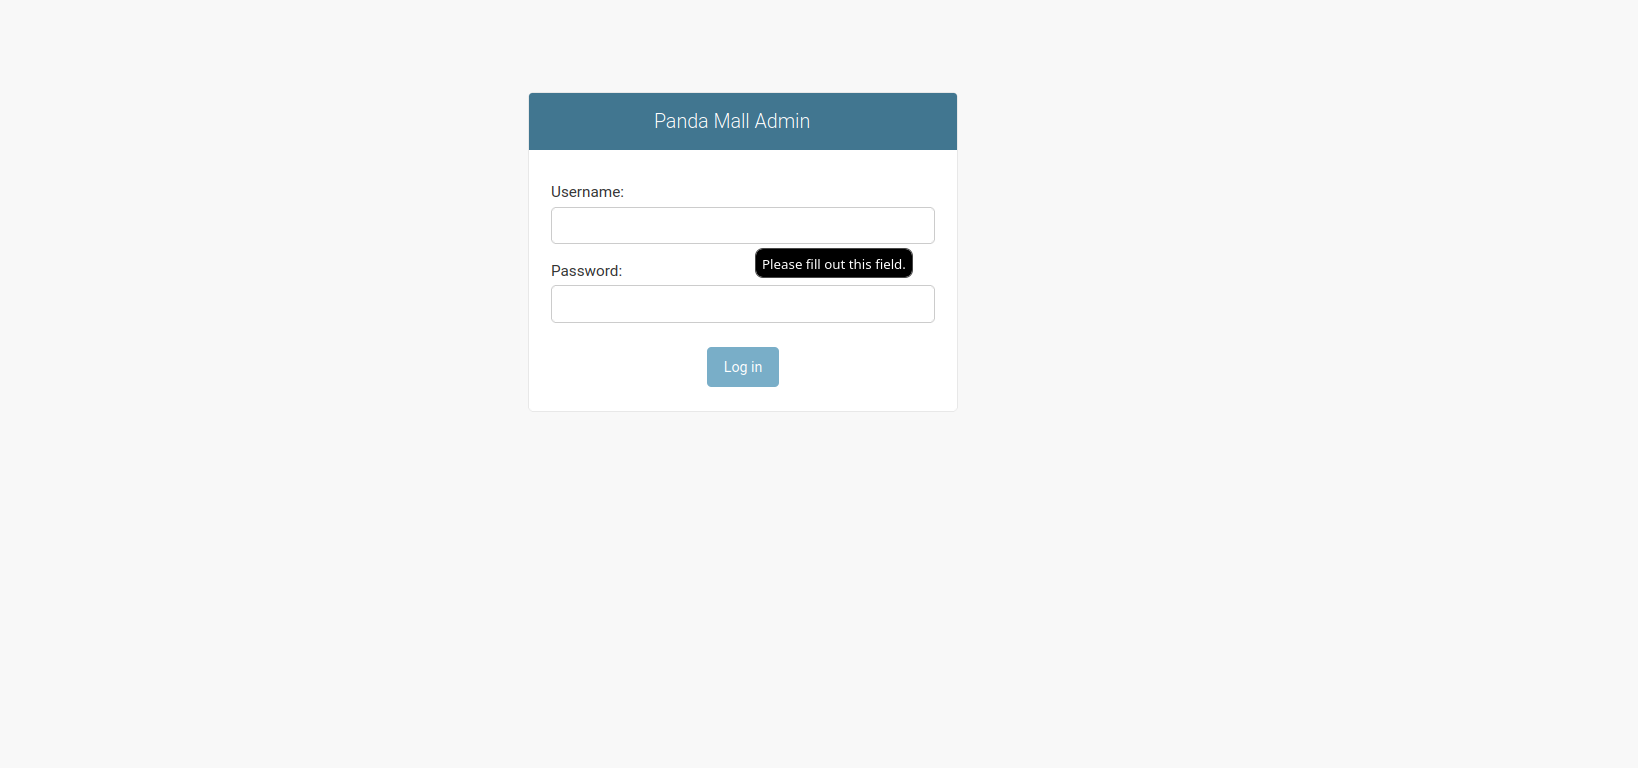 Panda Mall Admin
Username:
Please fill out this field.
Password:
Log in